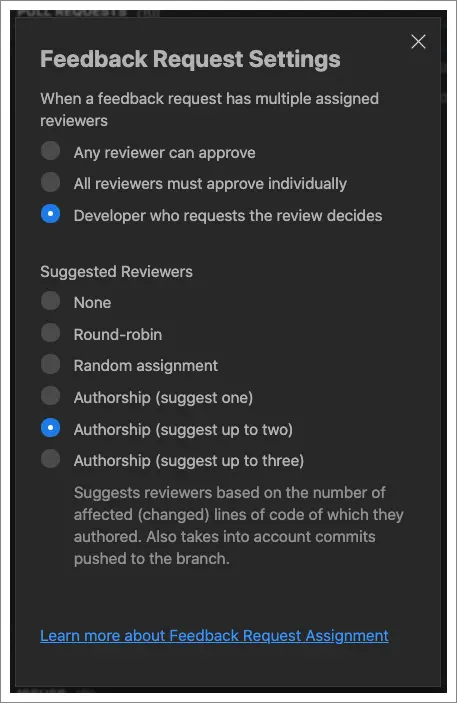 Feedback Request Settings
When a feedback request has multiple assigned
reviewers
Any reviewer can approve
All reviewers must approve individually
Developer who requests the review decides
Suggested Reviewers
None
Round-robin
Random assignment
Authorship (suggest one)
Authorship (suggest up to two)
Authorship (suggest up to three)
Suggests reviewers based on the number of
affected (changed) lines of code of which they
authored. Also takes into account commits
pushed to the branch.
Learn more about Feedback Request Assignment